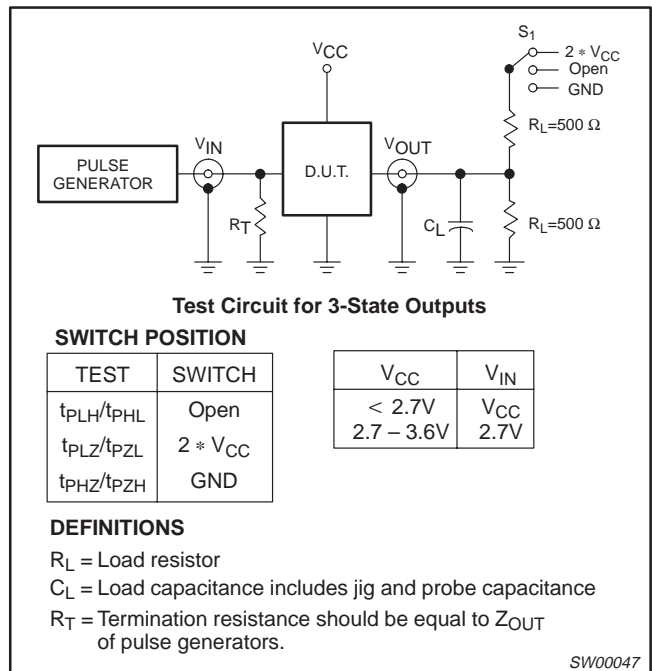 S1
2 * VCC
Open
GND
VCC
RL=500 Ω
VIN
VOUT
PULSE
GENERATOR
D.U.T.
RT
CL
RL=500 Ω
Test Circuit for 3-State Outputs
SWITCH POSITION
TEST SWITCH
tPLH/tPHL Open
tPLZ/tPZL 2 * VCC
tPHZ/tPZH GND
VCC VIN
< 2.7V VCC
2.7 – 3.6V 2.7V
DEFINITIONS
RL = Load resistor
CL = Load capacitance includes jig and probe capacitance
RT = Termination resistance should be equal to ZOUT
of pulse generators.
SW00047